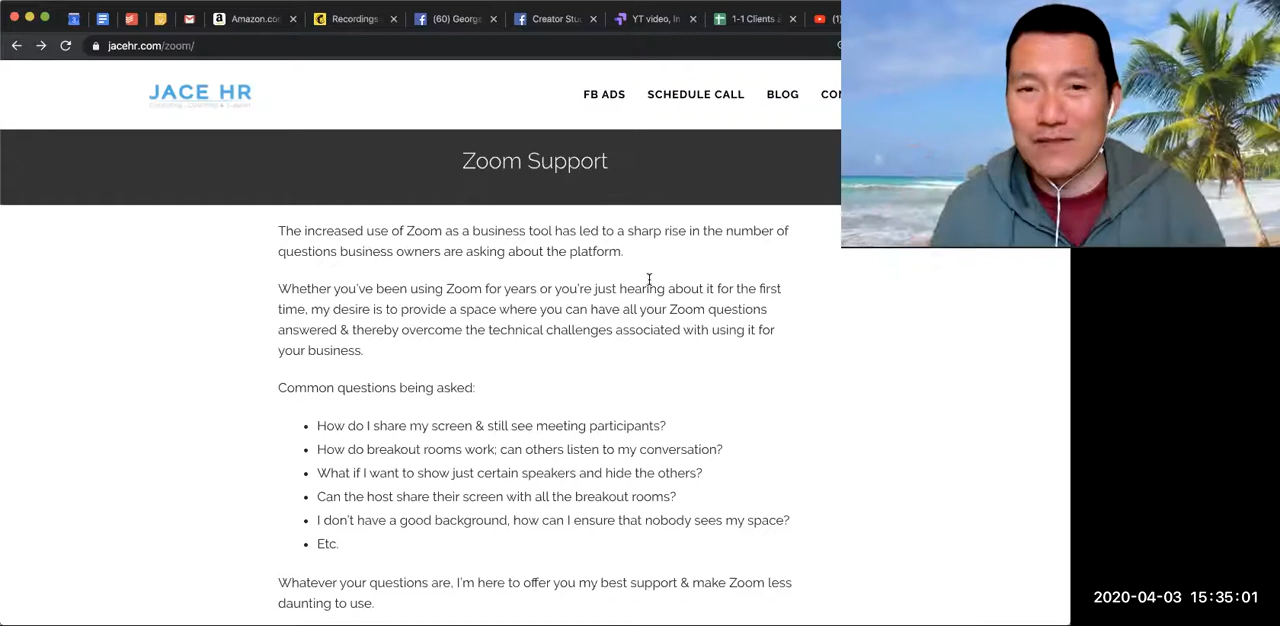 Amazon.co
Recordings
(60) George
Creator Stu
YT video, In
1-1 Clients
(1)
jacehr.com/zoom/
JACE HR
FB ADS
SCHEDULE CALL
BLOG
CON
Zoom Support
The increased use of Zoom as a business tool has led to a sharp rise in the number of
questions business owners are asking about the platform.
Whether you've been using Zoom for years or you're just hearing about it for the first
time, my desire is to provide a space where you can have all your Zoom questions
answered & thereby overcome the technical challenges associated with using it for
your business.
Common questions being asked:
• How do I share my screen & still see meeting participants?
• How do breakout rooms work; can others listen to my conversation?
• What if I want to show just certain speakers and hide the others?
• Can the host share their screen with all the breakout rooms?
• I don't have a good background, how can I ensure that nobody sees my space?
• Etc.
Whatever your questions are, I'm here to offer you my best support & make Zoom less
daunting to use.
2020-04-03 15:35:01